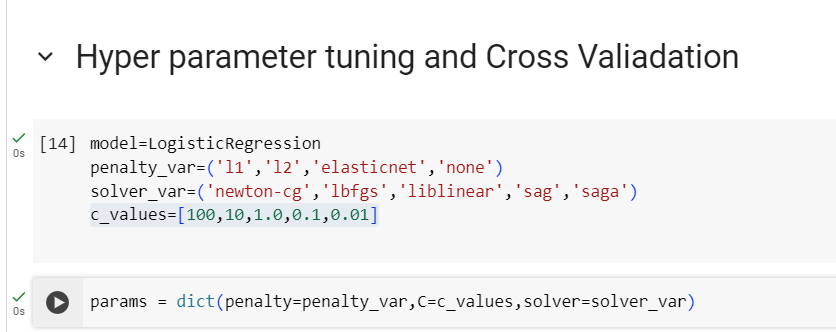 Hyper parameter tuning and Cross Valiadation
[14] model=LogisticRegression
0s
penalty_var=('l1','l2','elasticnet','none')
solver_var=('newton-cg','lbfgs','liblinear','sag','saga')
c_values=[100,10,1.0,0.1,0.01]
params = dict(penalty=penalty_var,C=c_values,solver=solver_var)
0s